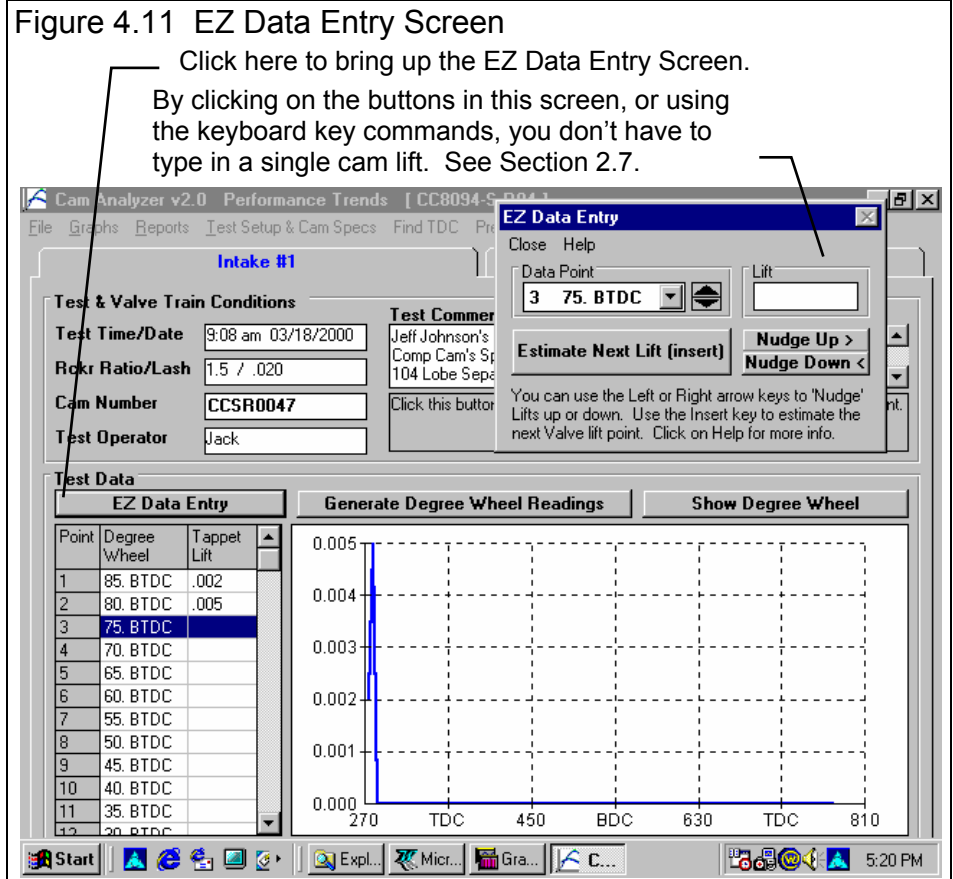 Figure 4.11 EZ Data Entry Screen
Click here to bring up the EZ Data Entry Screen.
By clicking on the buttons in this screen, or using
the keyboard key commands, you don't have to
type in a single cam lift. See Section 2.7.
Cam Analyzer v2.0 Performance Trends [ CC8094-S-R04 ]
File Graphs Reports Test Setup & Cam Specs Find TDC
EZ Data Entry
Close Help
Data Point
Lift
3 75. BTDC
Estimate Next Lift (insert)
Nudge Up >
Nudge Down <
You can use the Left or Right arrow keys to 'Nudge'
Lifts up or down. Use the Insert key to estimate the
next Valve lift point. Click on Help for more info.
Intake #1
Test & Valve Train Conditions
Test Time/Date 9:08 am 03/18/2000
Rckr Ratio/Lash 1.5 / .020
Cam Number CCSR0047
Test Operator Jack
Jeff Johnson's
Comp Cam's
104 Lobe
Click this
Test Data
EZ Data Entry Generate Degree Wheel Readings Show Degree Wheel
Point Degree Wheel Tappet Lift
1 85. BTDC .002
2 80. BTDC .005
3 75. BTDC
4 70. BTDC
5 65. BTDC
6 60. BTDC
7 55. BTDC
8 50. BTDC
9 45. BTDC
10 40. BTDC
11 35. BTDC
0.005
0.004
0.003
0.002
0.001
0.000
270 TDC 450 BDC 630 TDC 810
Start Expl... Micr... Gra... C... 5:20 PM